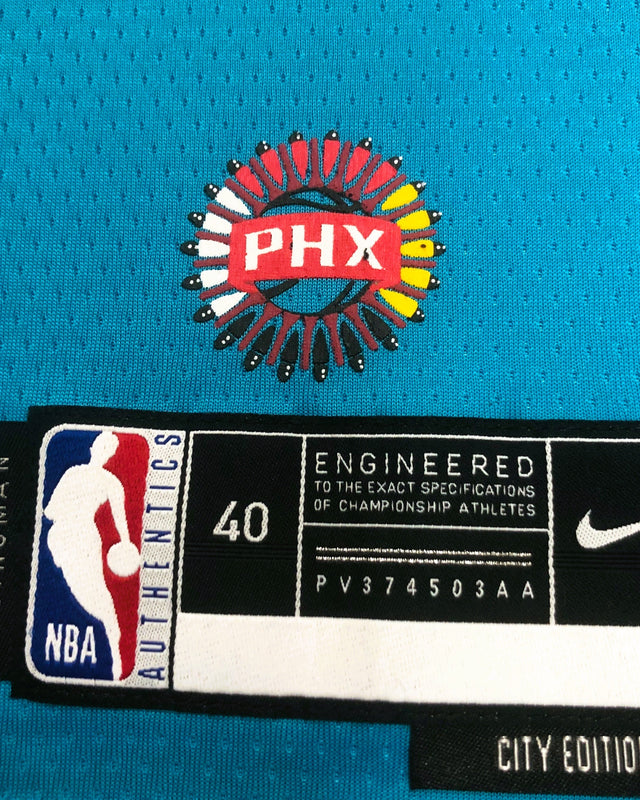 PHX
NBA
AUTHENTICS
40
ENGINEERED
TO THE EXACT SPECIFICATIONS
OF CHAMPIONSHIP ATHLETES
PV374503AA
CITY EDITIO